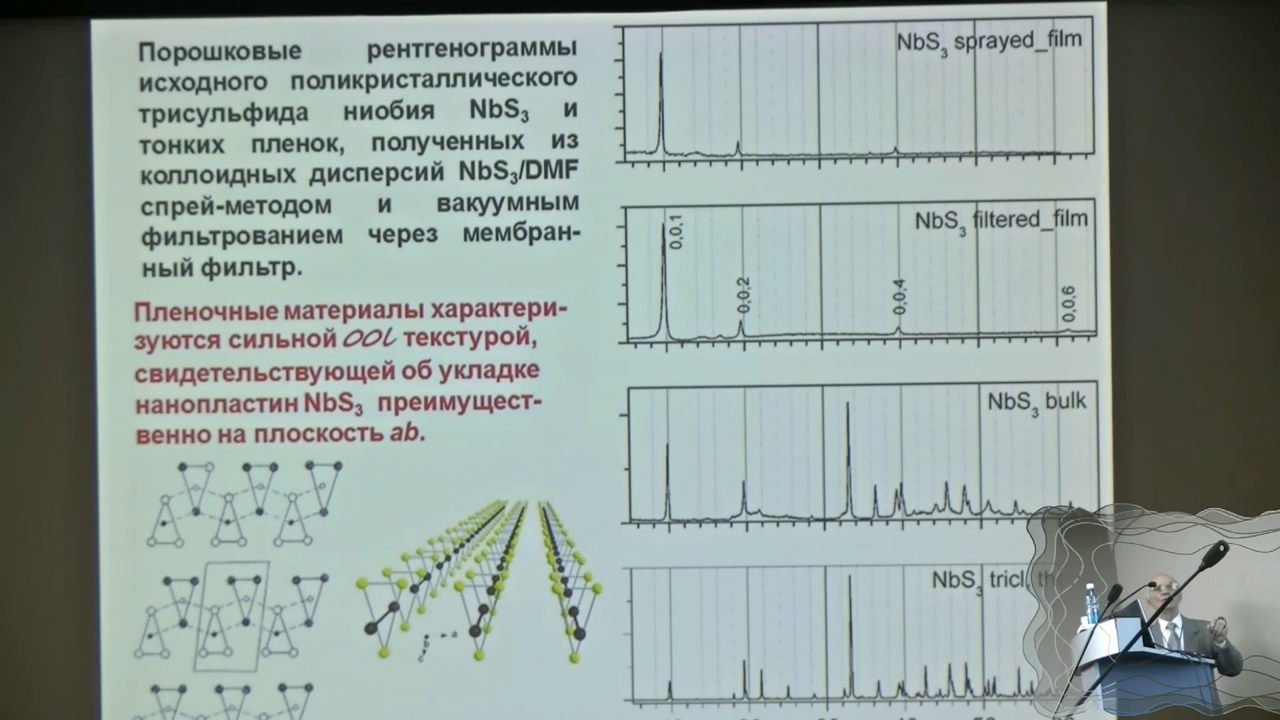 Порошковые рентгенограммы
исходного поликристаллического
трисульфида ниобия NbS₃ и
тонких пленок, полученных из
коллоидных дисперсий NbS₃/DMF
спрей-методом и вакуумным
фильтрованием через мембран-
ный фильтр.
Пленочные материалы характери-
зуются сильной OOL текстурой,
свидетельствующей об укладке
нанопластин NbS₃ преимущест-
венно на плоскость ab.
NbS₃ sprayed_film
NbS₃ filtered_film
0,0,1
0,0,2
0,0,4
0,0,6
NbS₃ bulk
NbS₃ tricl.
b
a
c